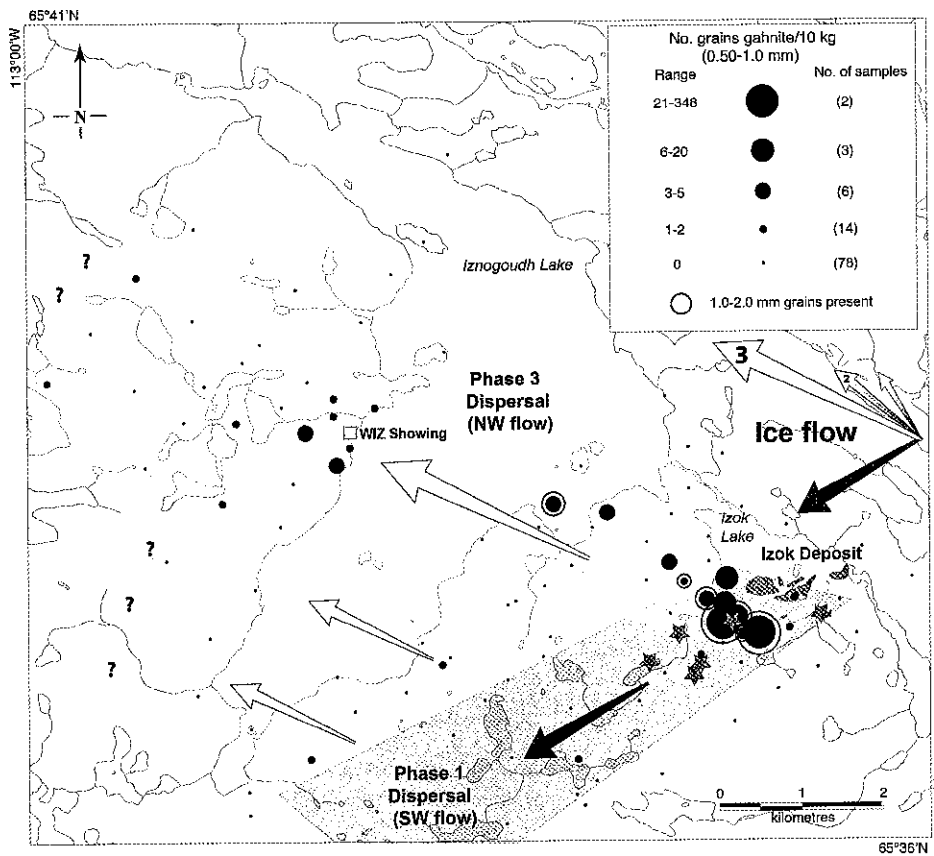 65°41'N
113°00'W
N
No. grains gahnite/10 kg
(0.50-1.0 mm)
Range No. of samples
21-348 (2)
6-20 (3)
3-5 (6)
1-2 (14)
0 (78)
1.0-2.0 mm grains present
Iznogoudh Lake
?
?
3
2
Phase 3
Dispersal
(NW flow)
Ice flow
WIZ Showing
Izok
Lake
Izok Deposit
?
?
?
Phase 1
Dispersal
(SW flow)
0 1 2
kilometres
65°36'N